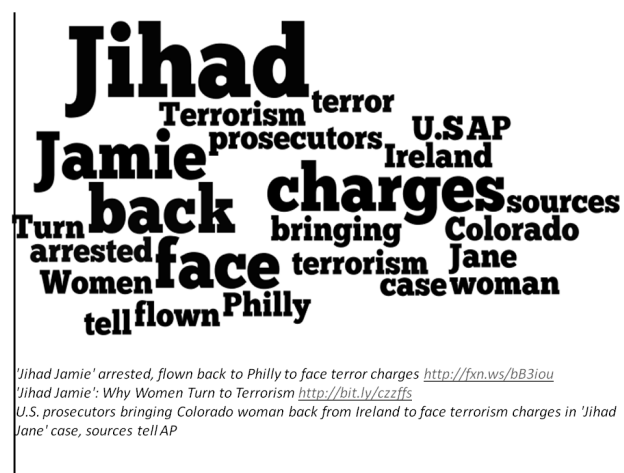 Jihad
Terrorism terror
prosecutors U.S AP
Jamie Ireland
back charges sources
Turn bringing Colorado
arrested face terrorism Jane
Women case woman
tell flown Philly
'Jihad Jamie' arrested, flown back to Philly to face terror charges http://fxn.ws/bB3iou
'Jihad Jamie': Why Women Turn to Terrorism http://bit.ly/czzffs
U.S. prosecutors bringing Colorado woman back from Ireland to face terrorism charges in 'Jihad
Jane' case, sources tell AP